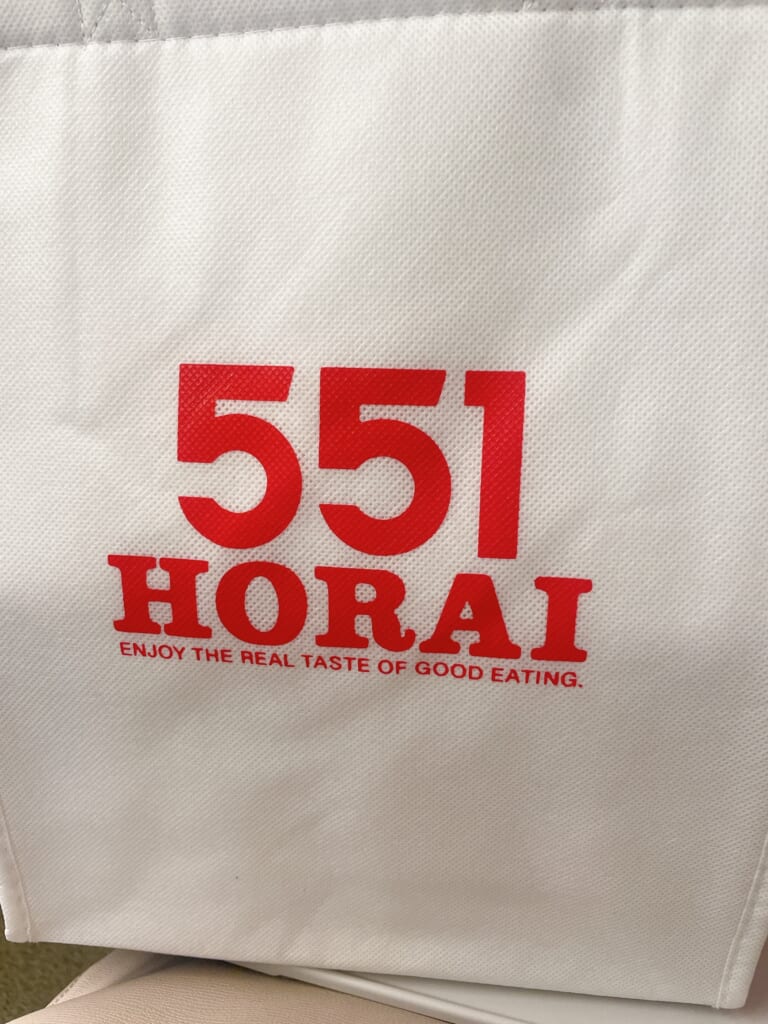 551
HORAI
ENJOY THE REAL TASTE OF GOOD EATING.